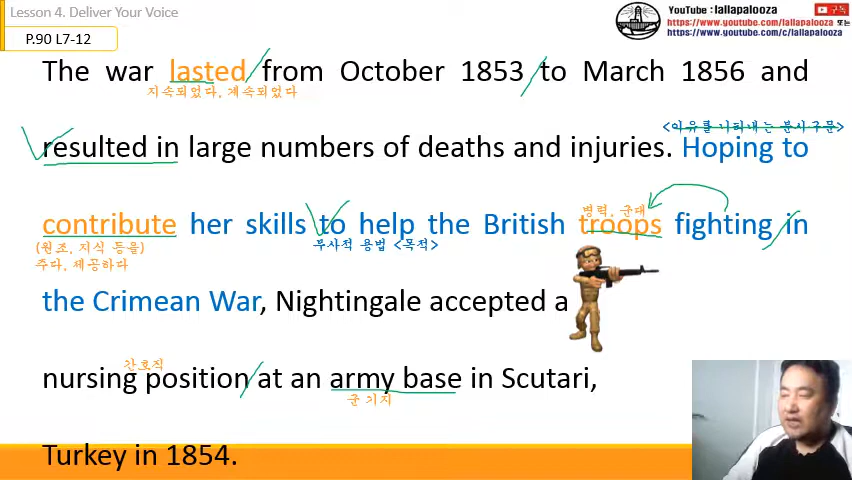 Lesson 4. Deliver Your Voice
P.90 L7-12
YouTube : lallapalooza 구독
https://www.youtube.com/lallapalooza 또는
https://www.youtube.com/c/lallapalooza
The war lasted from October 1853 to March 1856 and
지속되었다, 계속되었다
<이유를 나타내는 분사구문>
resulted in large numbers of deaths and injuries. Hoping to
병력, 군대
contribute her skills to help the British troops fighting in
(원조, 지식 등을) 부사적 용법 <목적>
주다, 제공하다
the Crimean War, Nightingale accepted a
간호직
nursing position at an army base in Scutari,
군 기지
Turkey in 1854.